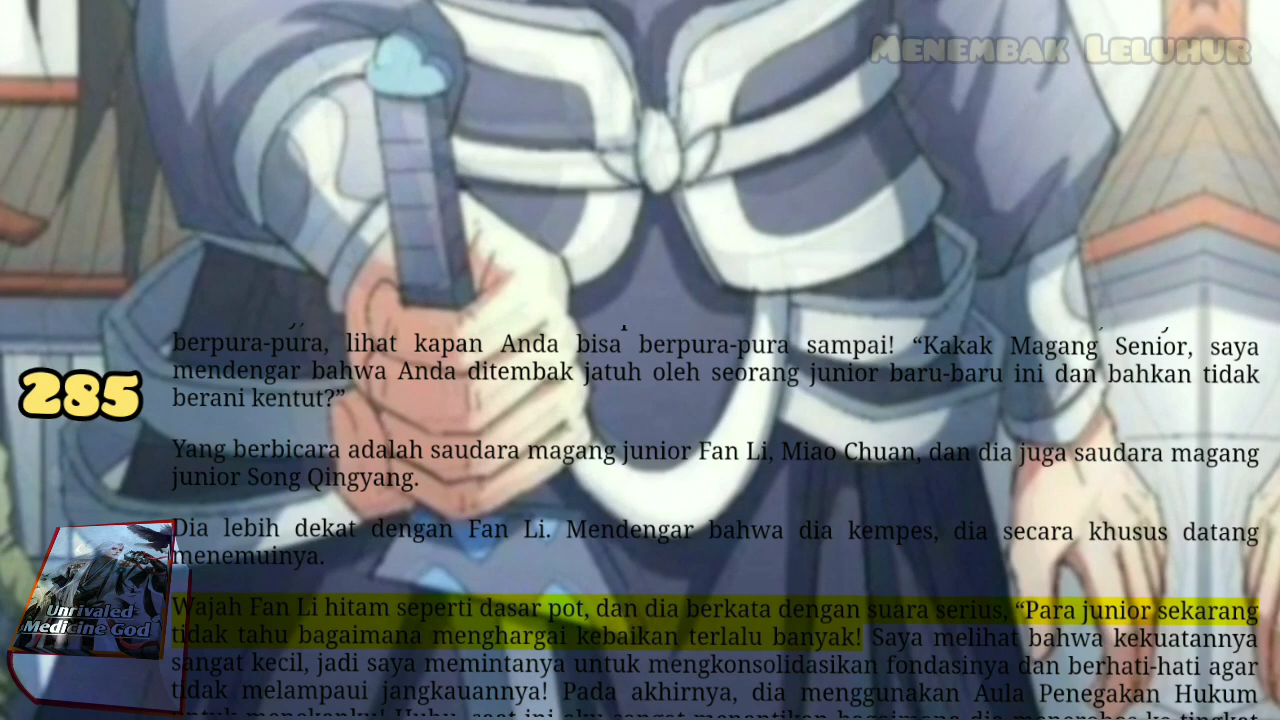 Menembak Leluhur
berpura-pura, lihat kapan Anda bisa berpura-pura sampai! “Kakak Magang Senior, saya
mendengar bahwa Anda ditembak jatuh oleh seorang junior baru-baru ini dan bahkan tidak
berani kentut?”
285
Yang berbicara adalah saudara magang junior Fan Li, Miao Chuan, dan dia juga saudara magang
junior Song Qingyang.
Dia lebih dekat dengan Fan Li. Mendengar bahwa dia kempes, dia secara khusus datang
menemuinya.
Unrivaled
Medicine God
Wajah Fan Li hitam seperti dasar pot, dan dia berkata dengan suara serius, “Para junior sekarang
tidak tahu bagaimana menghargai kebaikan terlalu banyak! Saya melihat bahwa kekuatannya
sangat kecil, jadi saya memintanya untuk mengkonsolidasikan fondasinya dan berhati-hati agar
tidak melampaui jangkauannya! Pada akhirnya, dia menggunakan Aula Penegakan Hukum